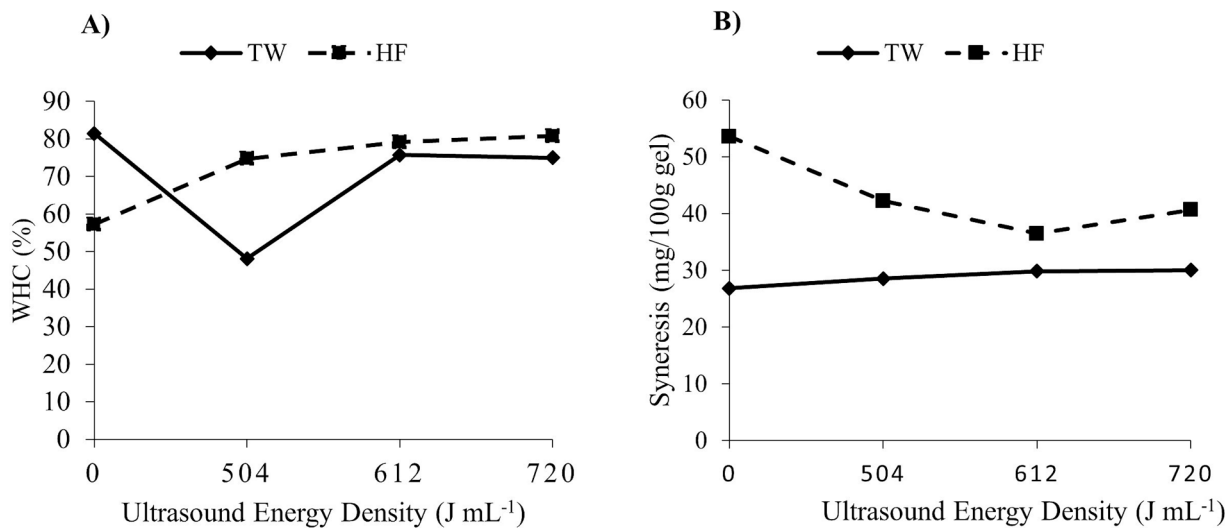 A)
TW HF
WHC (%)
90
80
70
60
50
40
30
20
10
0
0 504 612 720
Ultrasound Energy Density (J mL⁻¹)
B)
TW HF
Syneresis (mg/100g gel)
60
50
40
30
20
10
0
0 504 612 720
Ultrasound Energy Density (J mL⁻¹)